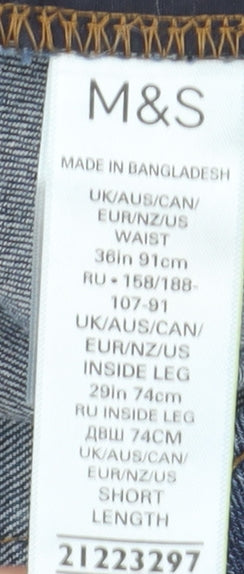 M&S
MADE IN BANGLADESH
UK/AUS/CAN/
EUR/NZ/US
WAIST
36in 91cm
RU • 158/188-
107-91
UK/AUS/CAN/
EUR/NZ/US
INSIDE LEG
29in 74cm
RU INSIDE LEG
ДВШ 74CM
UK/AUS/CAN/
EUR/NZ/US
SHORT
LENGTH
21223297